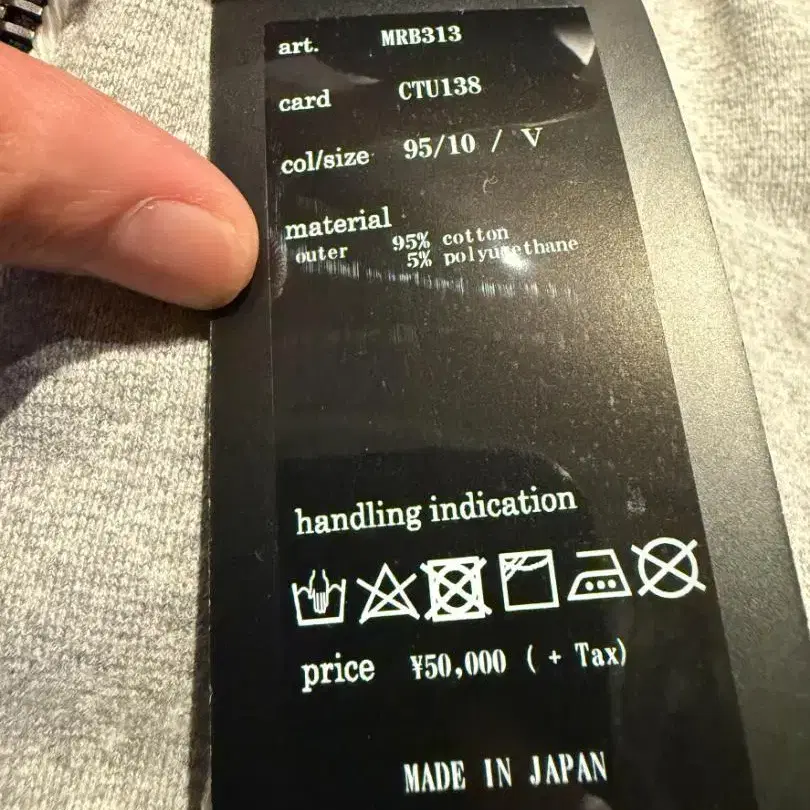 art. MRB313
card CTU138
col/size 95/10 / V
material
outer 95% cotton
5% polyurethane
handling indication
price ¥50,000 ( + Tax)
MADE IN JAPAN